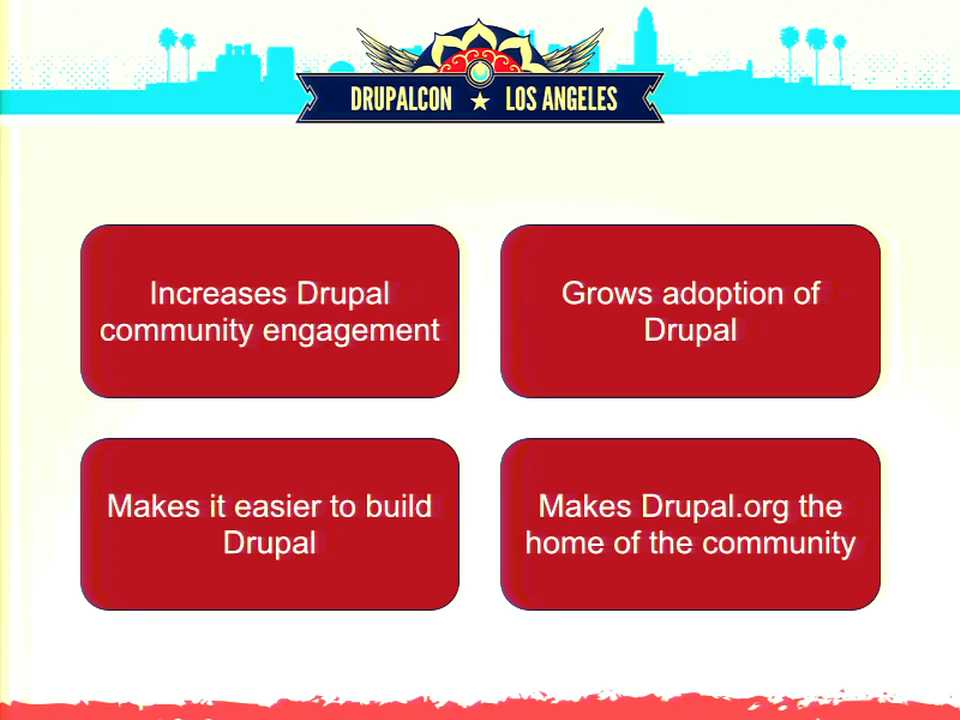 DRUPALCON ★ LOS ANGELES
Increases Drupal
community engagement
Grows adoption of
Drupal
Makes it easier to build
Drupal
Makes Drupal.org the
home of the community